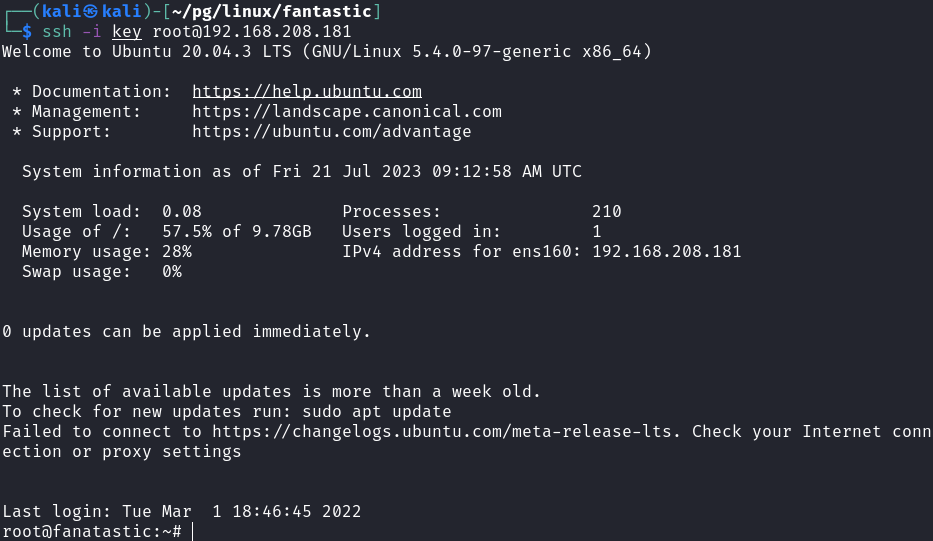 ┌──(kali㉿kali)-[~/pg/linux/fantastic]
└─$ ssh -i key root@192.168.208.181
Welcome to Ubuntu 20.04.3 LTS (GNU/Linux 5.4.0-97-generic x86_64)
* Documentation:  https://help.ubuntu.com
* Management:     https://landscape.canonical.com
* Support:        https://ubuntu.com/advantage
System information as of Fri 21 Jul 2023 09:12:58 AM UTC
System load:  0.08              Processes:               210
Usage of /:   57.5% of 9.78GB   Users logged in:         1
Memory usage: 28%               IPv4 address for ens160: 192.168.208.181
Swap usage:   0%
0 updates can be applied immediately.
The list of available updates is more than a week old.
To check for new updates run: sudo apt update
Failed to connect to https://changelogs.ubuntu.com/meta-release-lts. Check your Internet conn
ection or proxy settings
Last login: Tue Mar  1 18:46:45 2022
root@fanatastic:~#